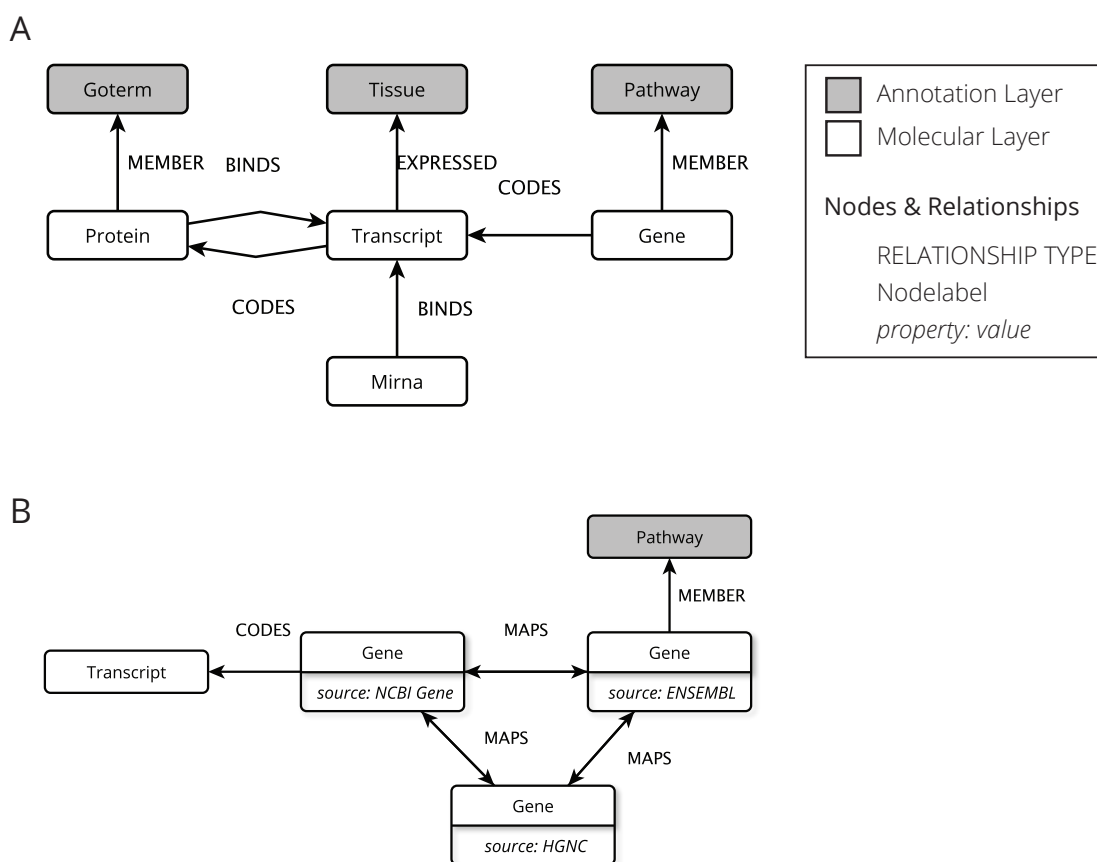 A
Goterm
Tissue
Pathway
MEMBER
BINDS
EXPRESSED
CODES
MEMBER
Protein
Transcript
Gene
CODES
BINDS
Mirna
Annotation Layer
Molecular Layer
Nodes & Relationships
RELATIONSHIP TYPE
Nodelabel
property: value
B
Pathway
MEMBER
CODES
MAPS
Transcript
Gene
source: NCBI Gene
Gene
source: ENSEMBL
MAPS
MAPS
Gene
source: HGNC